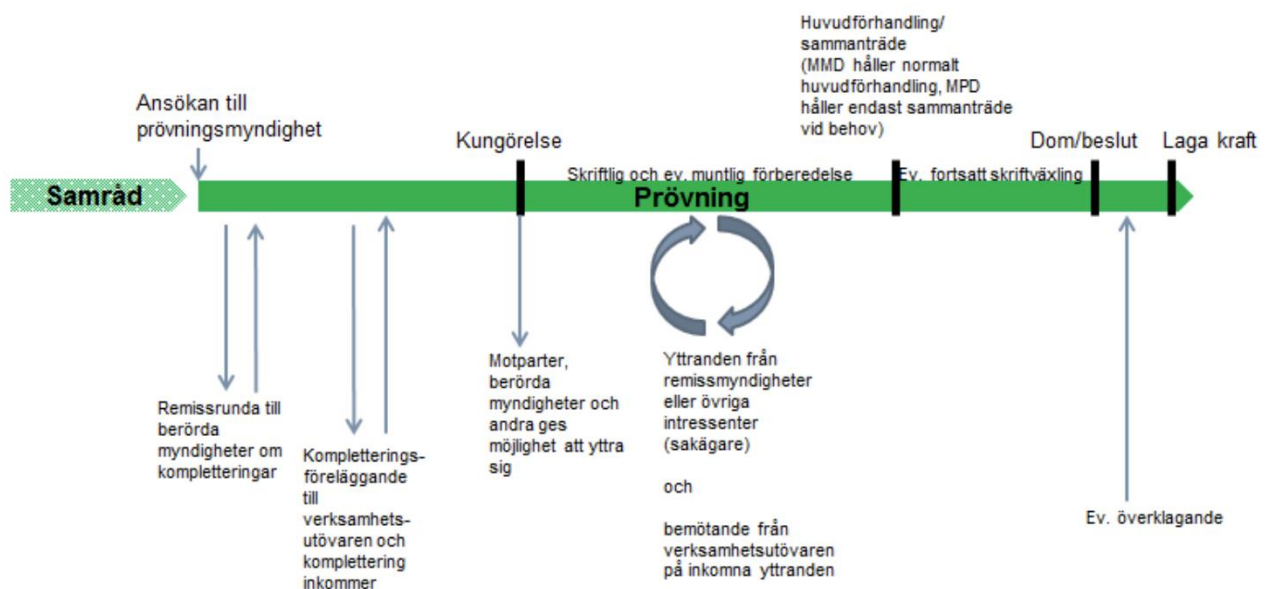 Huvudförhandling/
sammanträde
(MMD håller normalt
huvudförhandling, MPD
håller endast sammanträde
vid behov)
Ansökan till
prövningsmyndighet
Kungörelse
Dom/beslut
Laga kraft
Skriftlig och ev. muntlig förberedelse
Ev. fortsatt skriftväxling
Samråd
Prövning
Remissrunda till
berörda
myndigheter om
kompletteringar
Kompletterings-
föreläggande
till
verksamhets-
utövaren och
komplettering
inkommer
Motparter,
berörda
myndigheter och
andra ges
möjlighet att yttra
sig
Yttranden från
remissmyndigheter
eller övriga
intressenter
(sakägare)
och
bemötande från
verksamhetsutövaren
på inkomna yttranden
Ev. överklagande